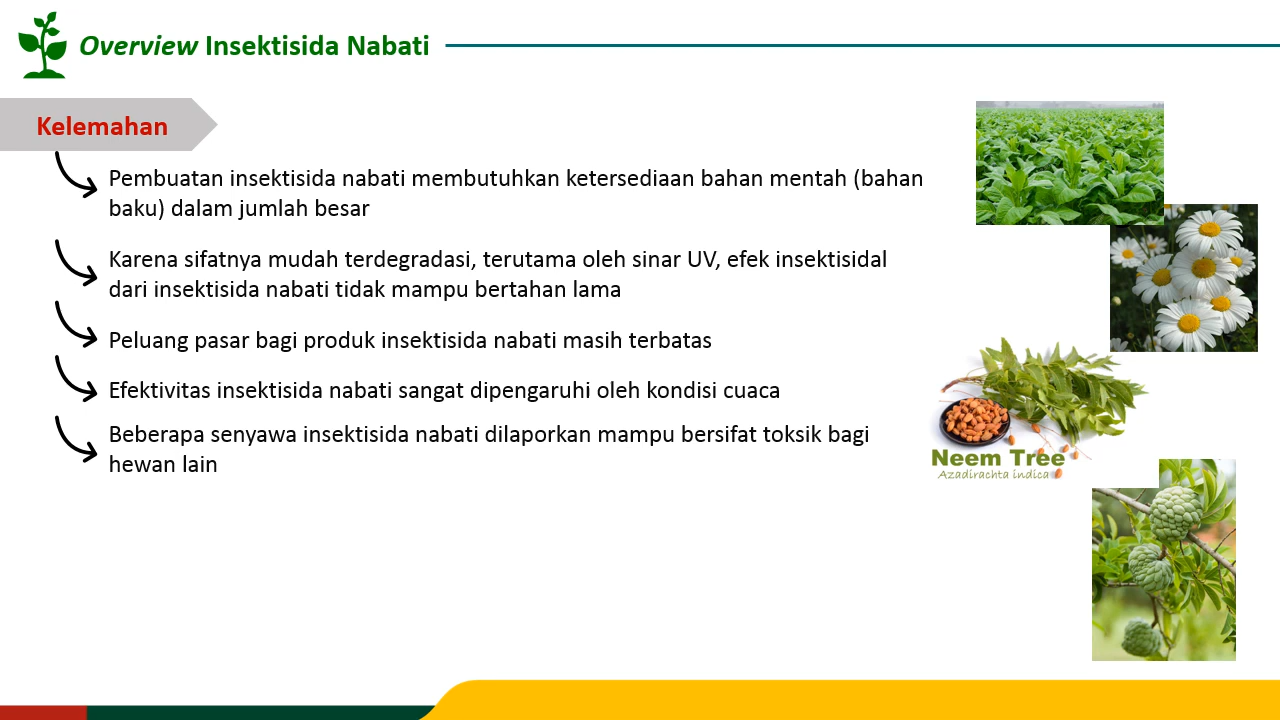 Overview Insektisida Nabati
Kelemahan
Pembuatan insektisida nabati membutuhkan ketersediaan bahan mentah (bahan
baku) dalam jumlah besar
Karena sifatnya mudah terdegradasi, terutama oleh sinar UV, efek insektisidal
dari insektisida nabati tidak mampu bertahan lama
Peluang pasar bagi produk insektisida nabati masih terbatas
Efektivitas insektisida nabati sangat dipengaruhi oleh kondisi cuaca
Beberapa senyawa insektisida nabati dilaporkan mampu bersifat toksik bagi
hewan lain
Neem Tree
Azadirachta indica